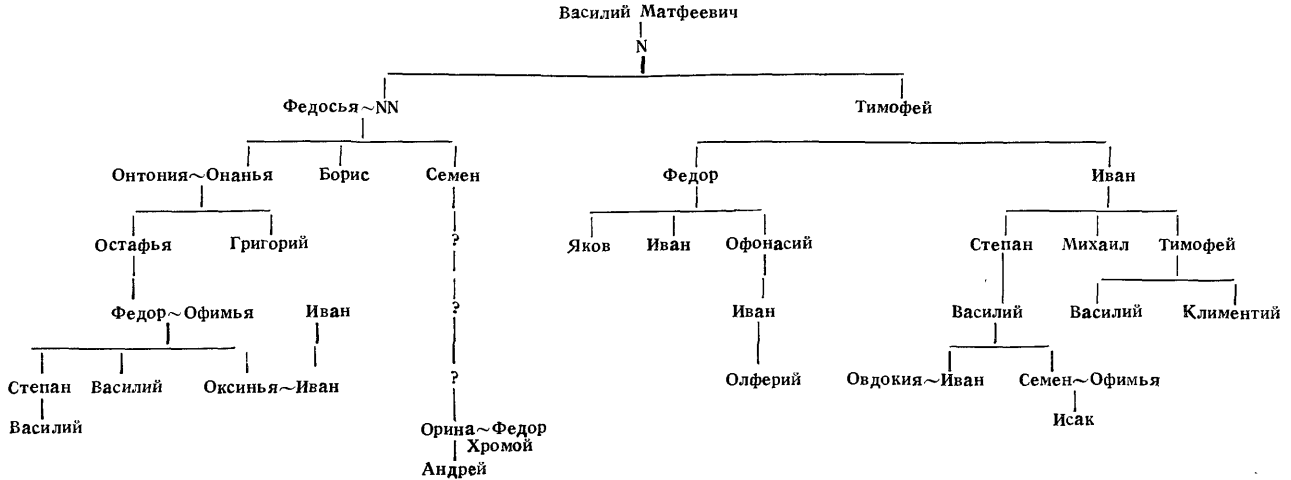 Василий Матфеевич
N
Федосья~NN Тимофей
Онтония~Онанья Борис Семен Федор Иван
Остафья Григорий ? Яков Иван Офонасий Степан Михаил Тимофей
Федор~Офимья Иван ? Иван Василий Василий Климентий
Степан Василий Оксинья~Иван ? Олферий Овдокия~Иван Семен~Офимья
Василий Орина~Федор Исак
Хромой
Андрей